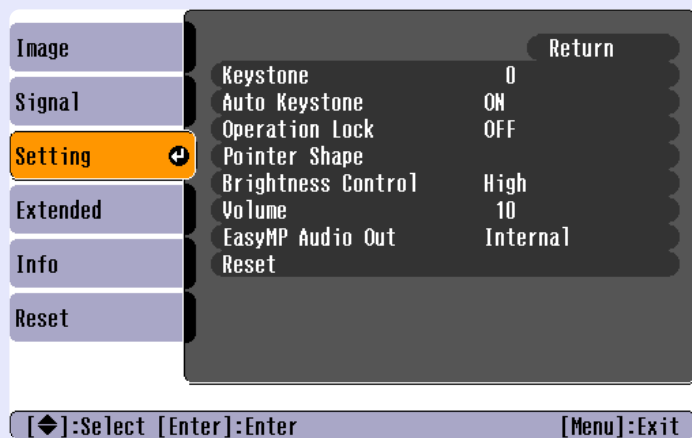 Image
Signal
Setting
Extended
Info
Reset
Return
Keystone 0
Auto Keystone ON
Operation Lock OFF
Pointer Shape
Brightness Control High
Volume 10
EasyMP Audio Out Internal
Reset
[◆]:Select [Enter]:Enter [Menu]:Exit